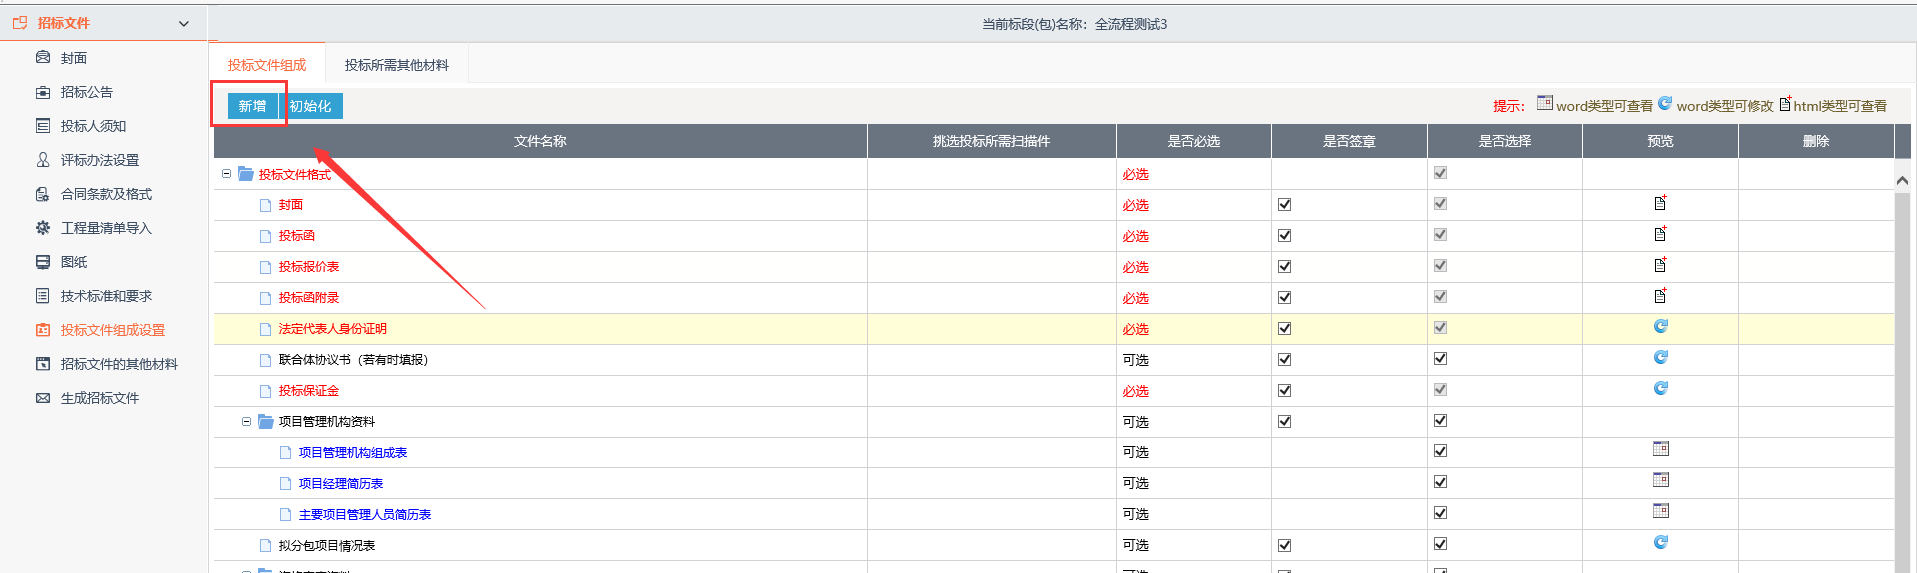 招标文件
当前标段(包)名称：全流程测试3
封面
招标公告
投标人须知
评标办法设置
合同条款及格式
工程量清单导入
图纸
技术标准和要求
投标文件组成设置
招标文件的其他材料
生成招标文件
投标文件组成 投标所需其他材料
新增 初始化
提示： word类型可查看 word类型可修改 html类型可查看
文件名称 挑选投标所需扫描件 是否必选 是否签章 是否选择 预览 删除
投标文件格式 必选
封面 必选
投标函 必选
投标报价表 必选
投标函附录 必选
法定代表人身份证明 必选
联合体协议书（若有时填报） 可选
投标保证金 必选
项目管理机构资料 可选
项目管理机构组成表 可选
项目经理简历表 可选
主要项目管理人员简历表 可选
拟分包项目情况表 可选